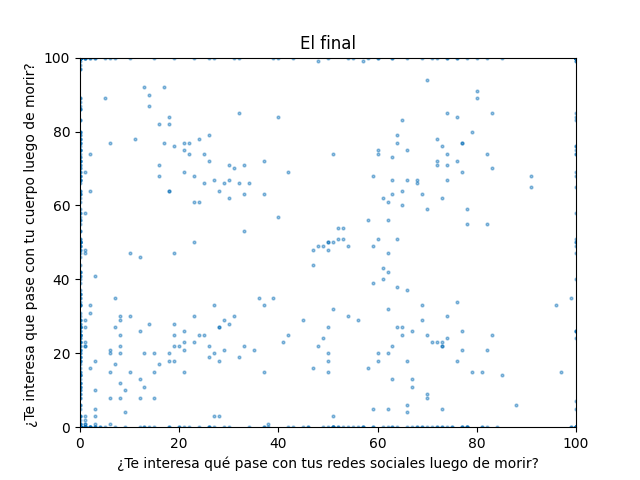 El final
¿Te interesa que pase con tu cuerpo luego de morir?
100
80
60
40
20
0
0 20 40 60 80 100
¿Te interesa qué pase con tus redes sociales luego de morir?